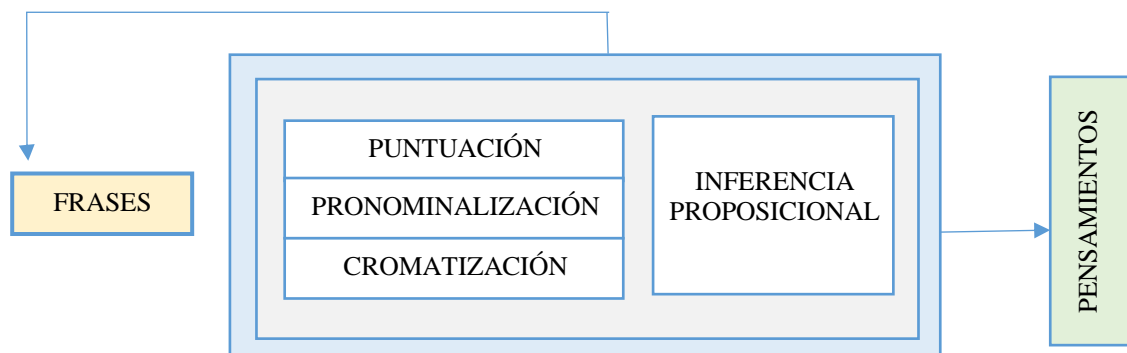 FRASES
PUNTUACIÓN
PRONOMINALIZACIÓN
CROMATIZACIÓN
INFERENCIA
PROPOSICIONAL
PENSAMIENTOS